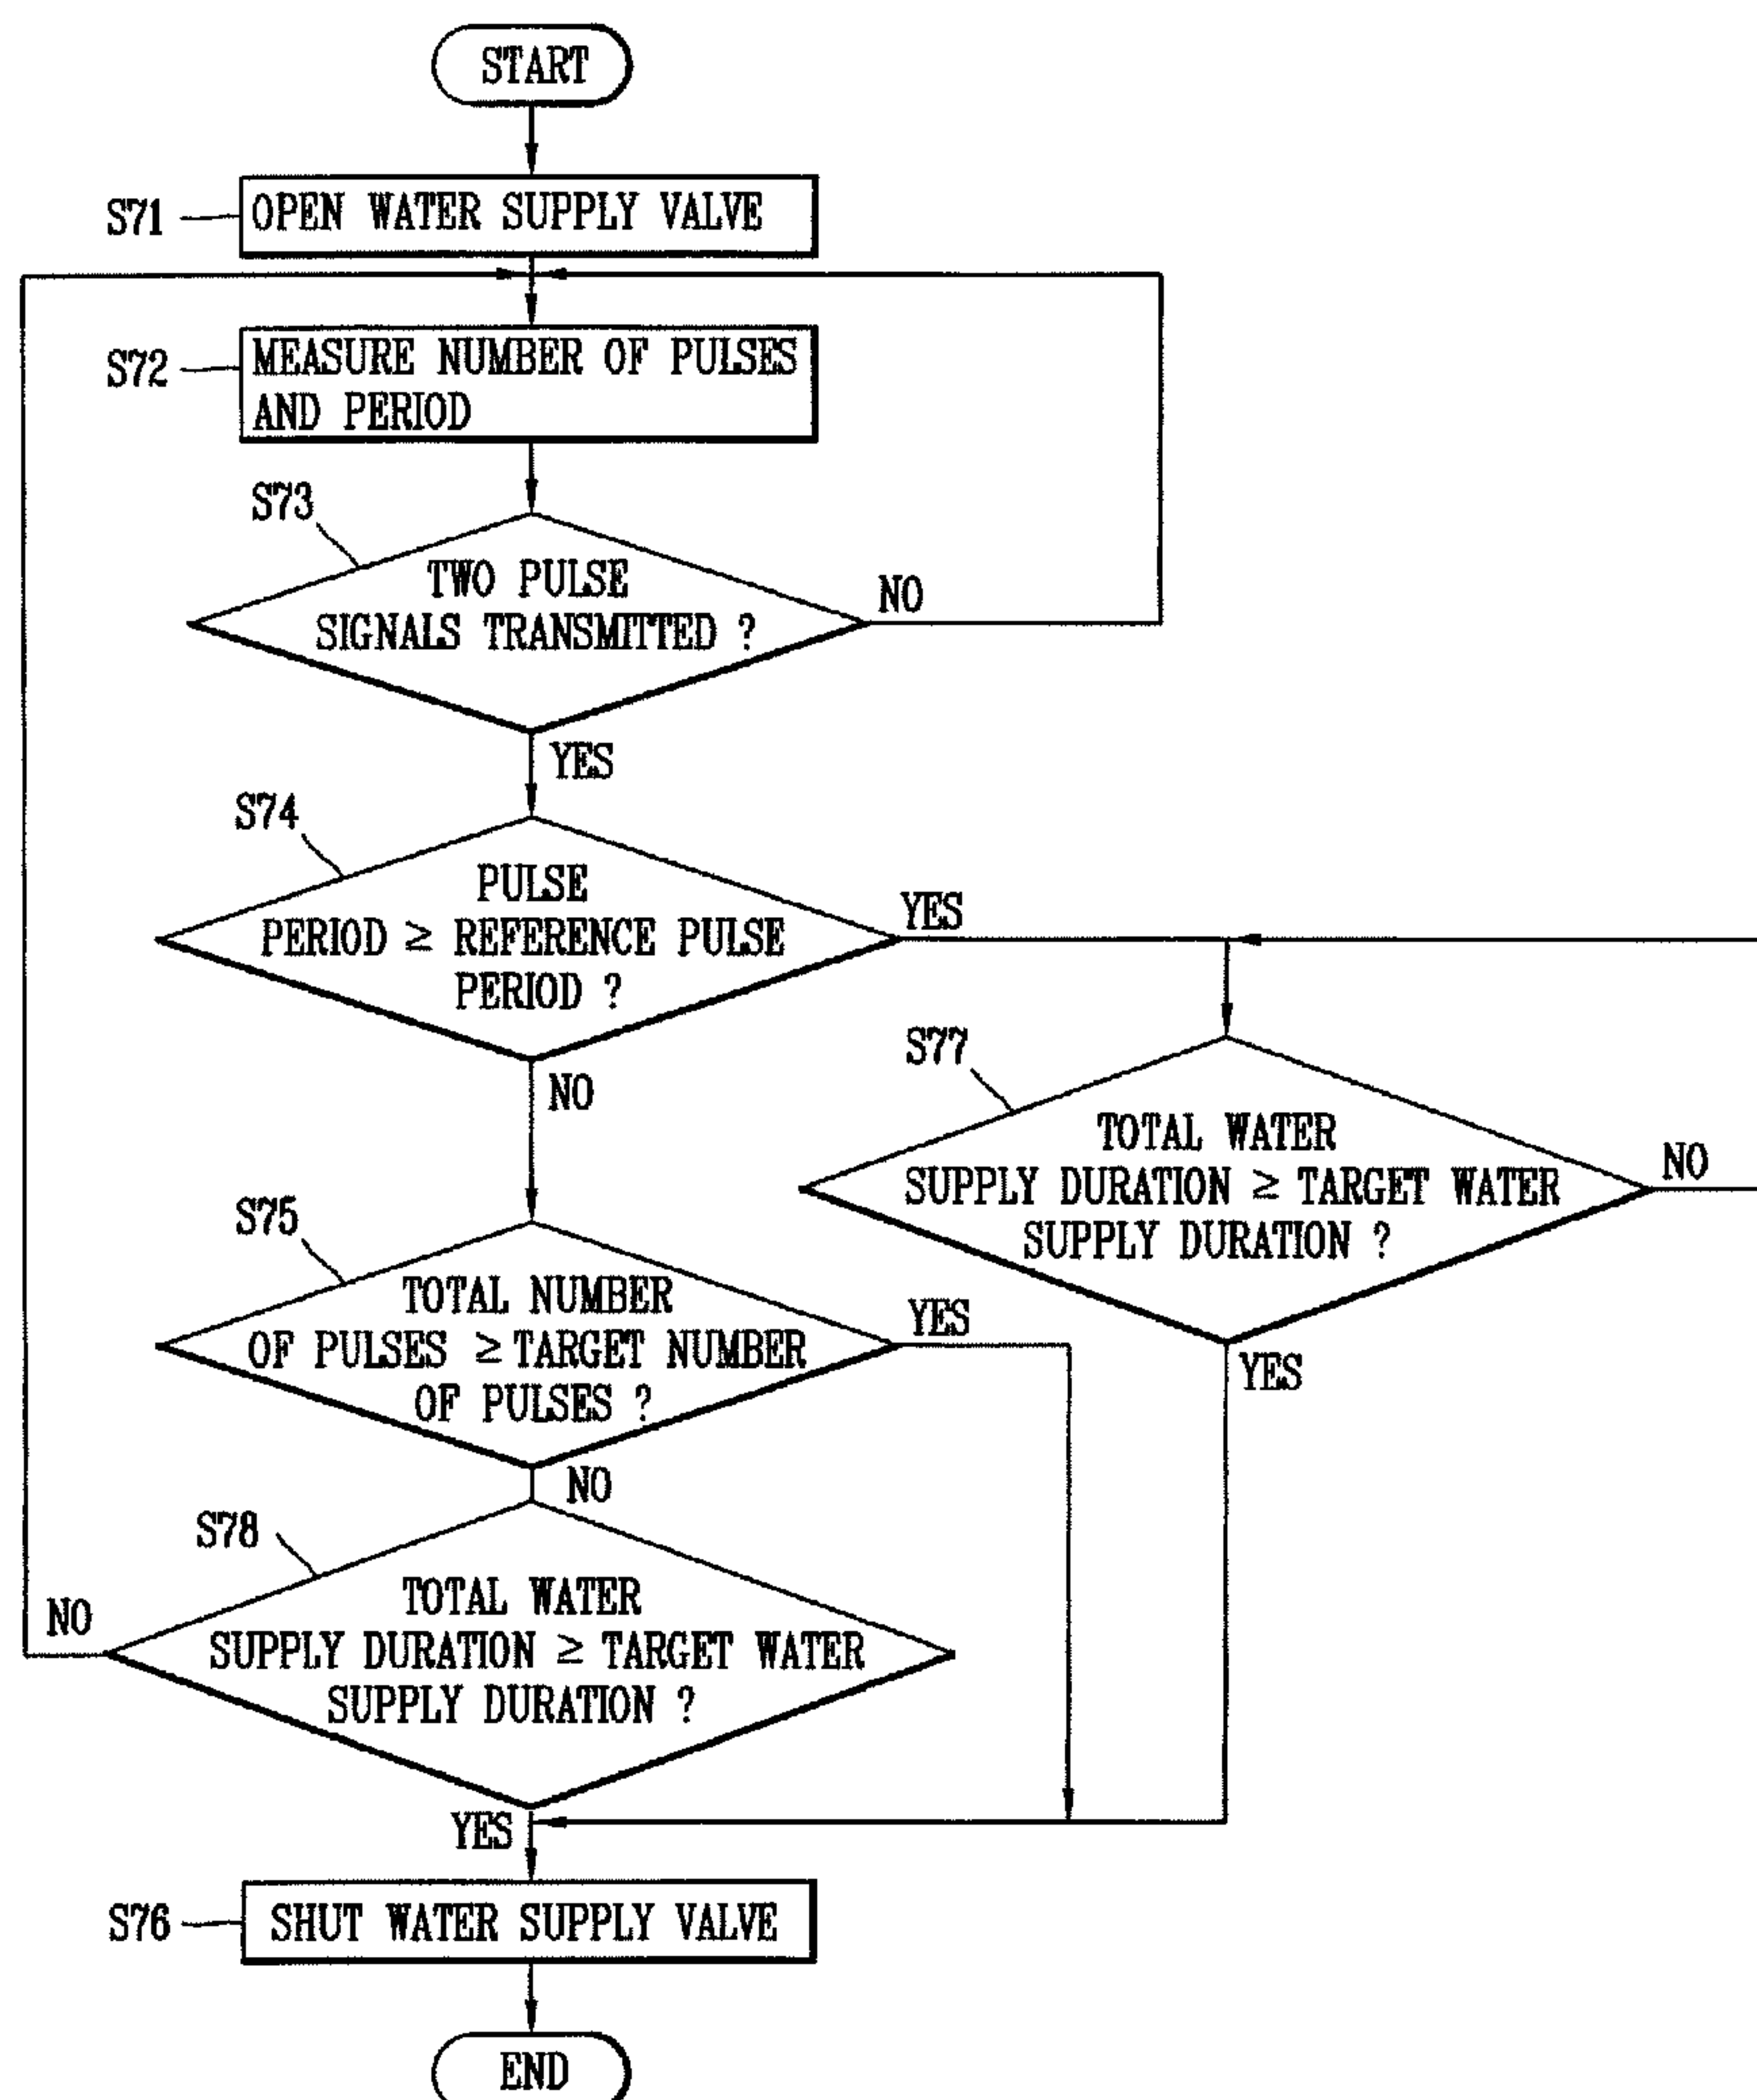 START
S71
OPEN WATER SUPPLY VALVE
S72
MEASURE NUMBER OF PULSES
AND PERIOD
S73
TWO PULSE
SIGNALS TRANSMITTED ?
NO
YES
S74
PULSE
PERIOD ≥ REFERENCE PULSE
PERIOD ?
YES
NO
S77
TOTAL WATER
SUPPLY DURATION ≥ TARGET WATER
SUPPLY DURATION ?
NO
YES
S75
TOTAL NUMBER
OF PULSES ≥ TARGET NUMBER
OF PULSES ?
YES
NO
S78
TOTAL WATER
SUPPLY DURATION ≥ TARGET WATER
SUPPLY DURATION ?
NO
YES
S76
SHUT WATER SUPPLY VALVE
END